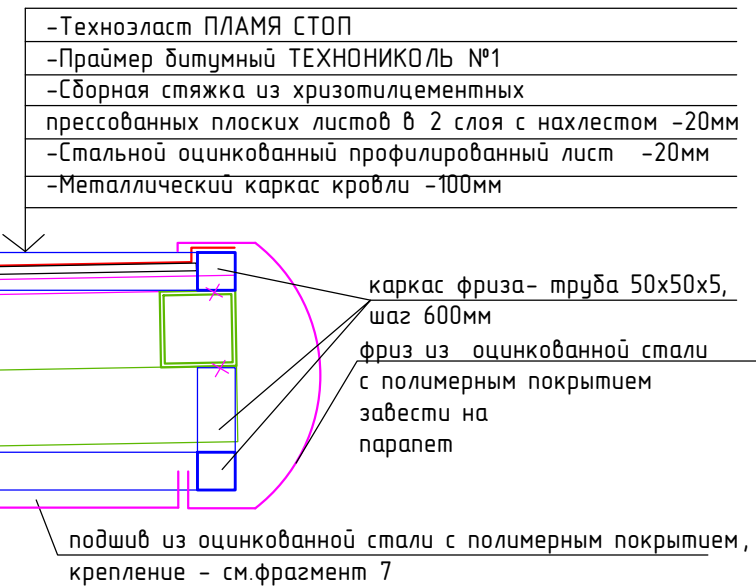 -Техноэласт ПЛАМЯ СТОП
-Праймер битумный ТЕХНОНИКОЛЬ №1
-Сборная стяжка из хризотилцементных
прессованных плоских листов в 2 слоя с нахлестом -20мм
-Стальной оцинкованный профилированный лист -20мм
-Металлический каркас кровли -100мм
каркас фриза- труба 50х50х5,
шаг 600мм
фриз из оцинкованной стали
с полимерным покрытием
завести на
парапет
подшив из оцинкованной стали с полимерным покрытием,
крепление - см.фрагмент 7